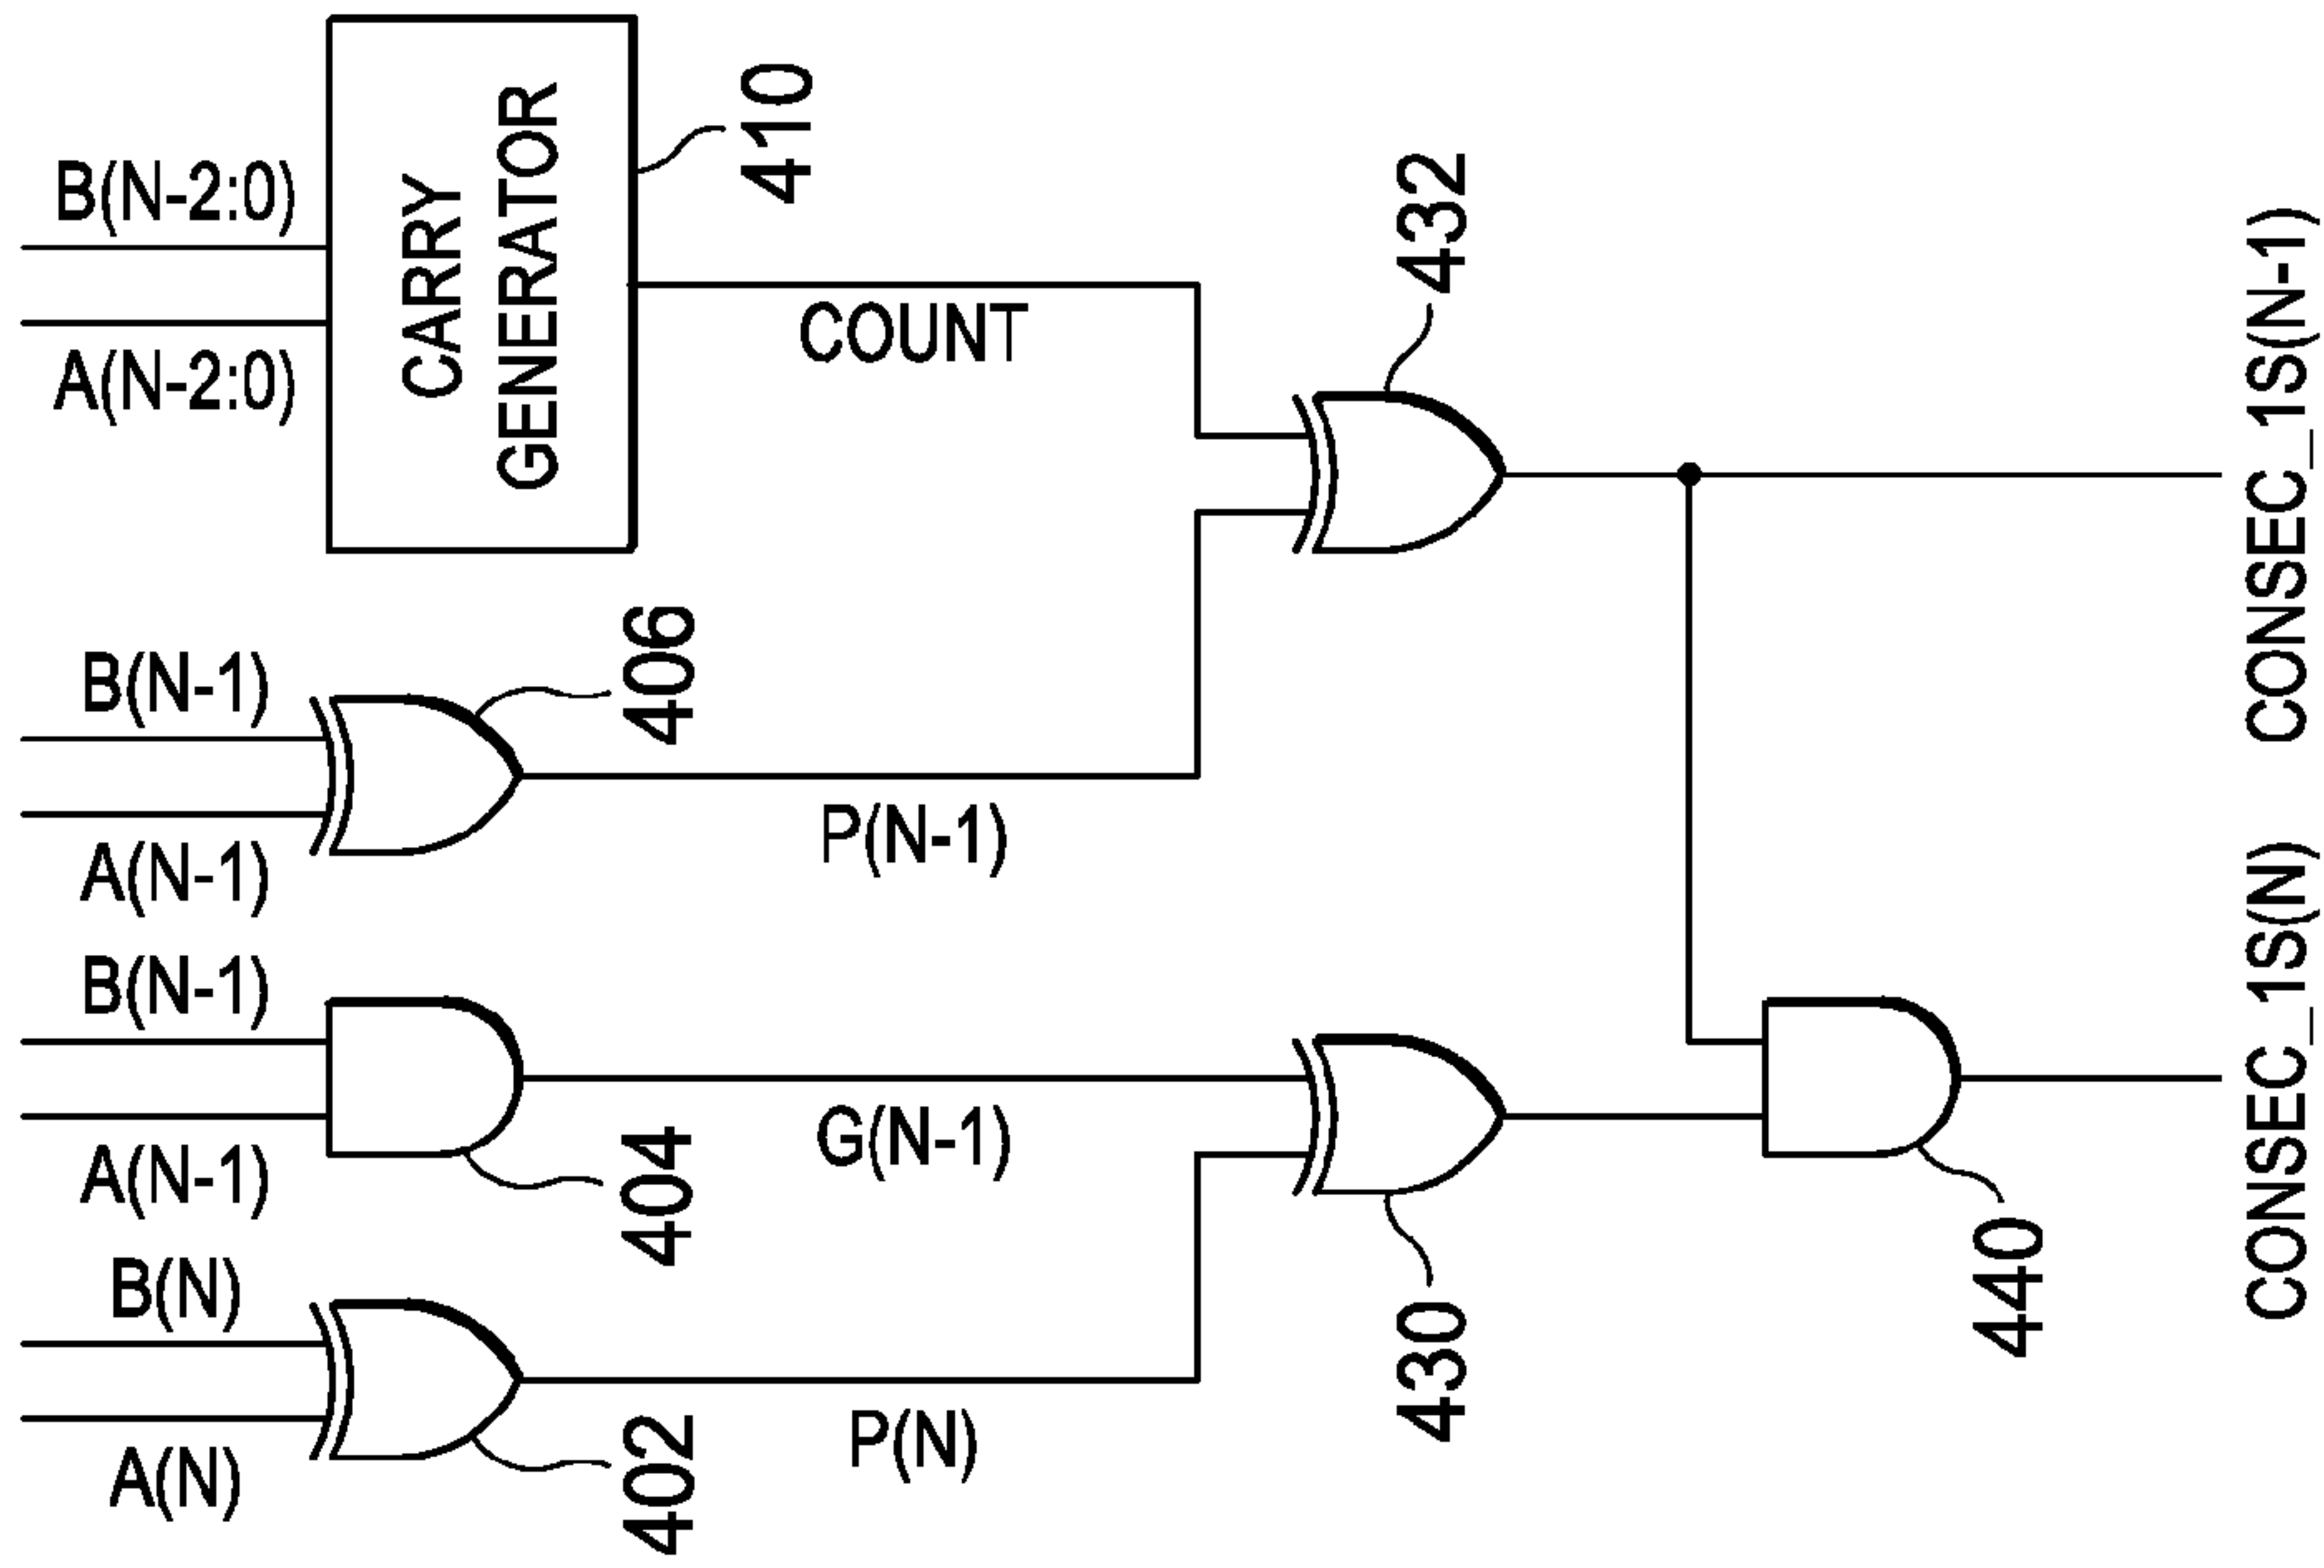 B(N-2:0)
A(N-2:0)
CARRY
GENERATOR
410
COUNT
432
B(N-1)
A(N-1)
406
P(N-1)
CONSEC_1S(N-1)
B(N-1)
A(N-1)
404
G(N-1)
B(N)
A(N)
402
P(N)
430
440
CONSEC_1S(N)